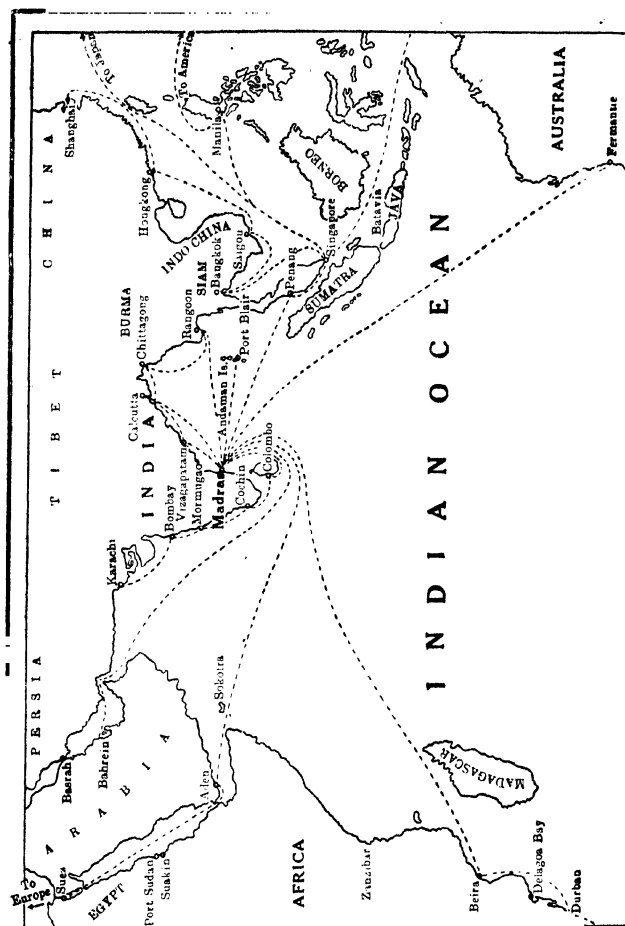 To Japan
To America
Shanghai
CHINA
Hongkong
Manila
AUSTRALIA
INDO CHINA
BORNEO
Fermantle
Saigon
Bangkok
SIAM
Singapore
Batavia
JAVA
Penang
SUMATRA
BURMA
Chittagong
Rangoon
Port Blair
Andaman Is.
TIBET
Calcutta
INDIA
Vizagapatam
Madras
Colombo
Cochin
Mormugao
Bombay
Karachi
INDIAN OCEAN
PERSIA
Basrah
Bahrein
ARABIA
Sokotra
Aden
To
Europe
Suez
EGYPT
Port Sudan
Suakin
AFRICA
Zanzibar
MADAGASCAR
Beira
Delagoa Bay
Durban